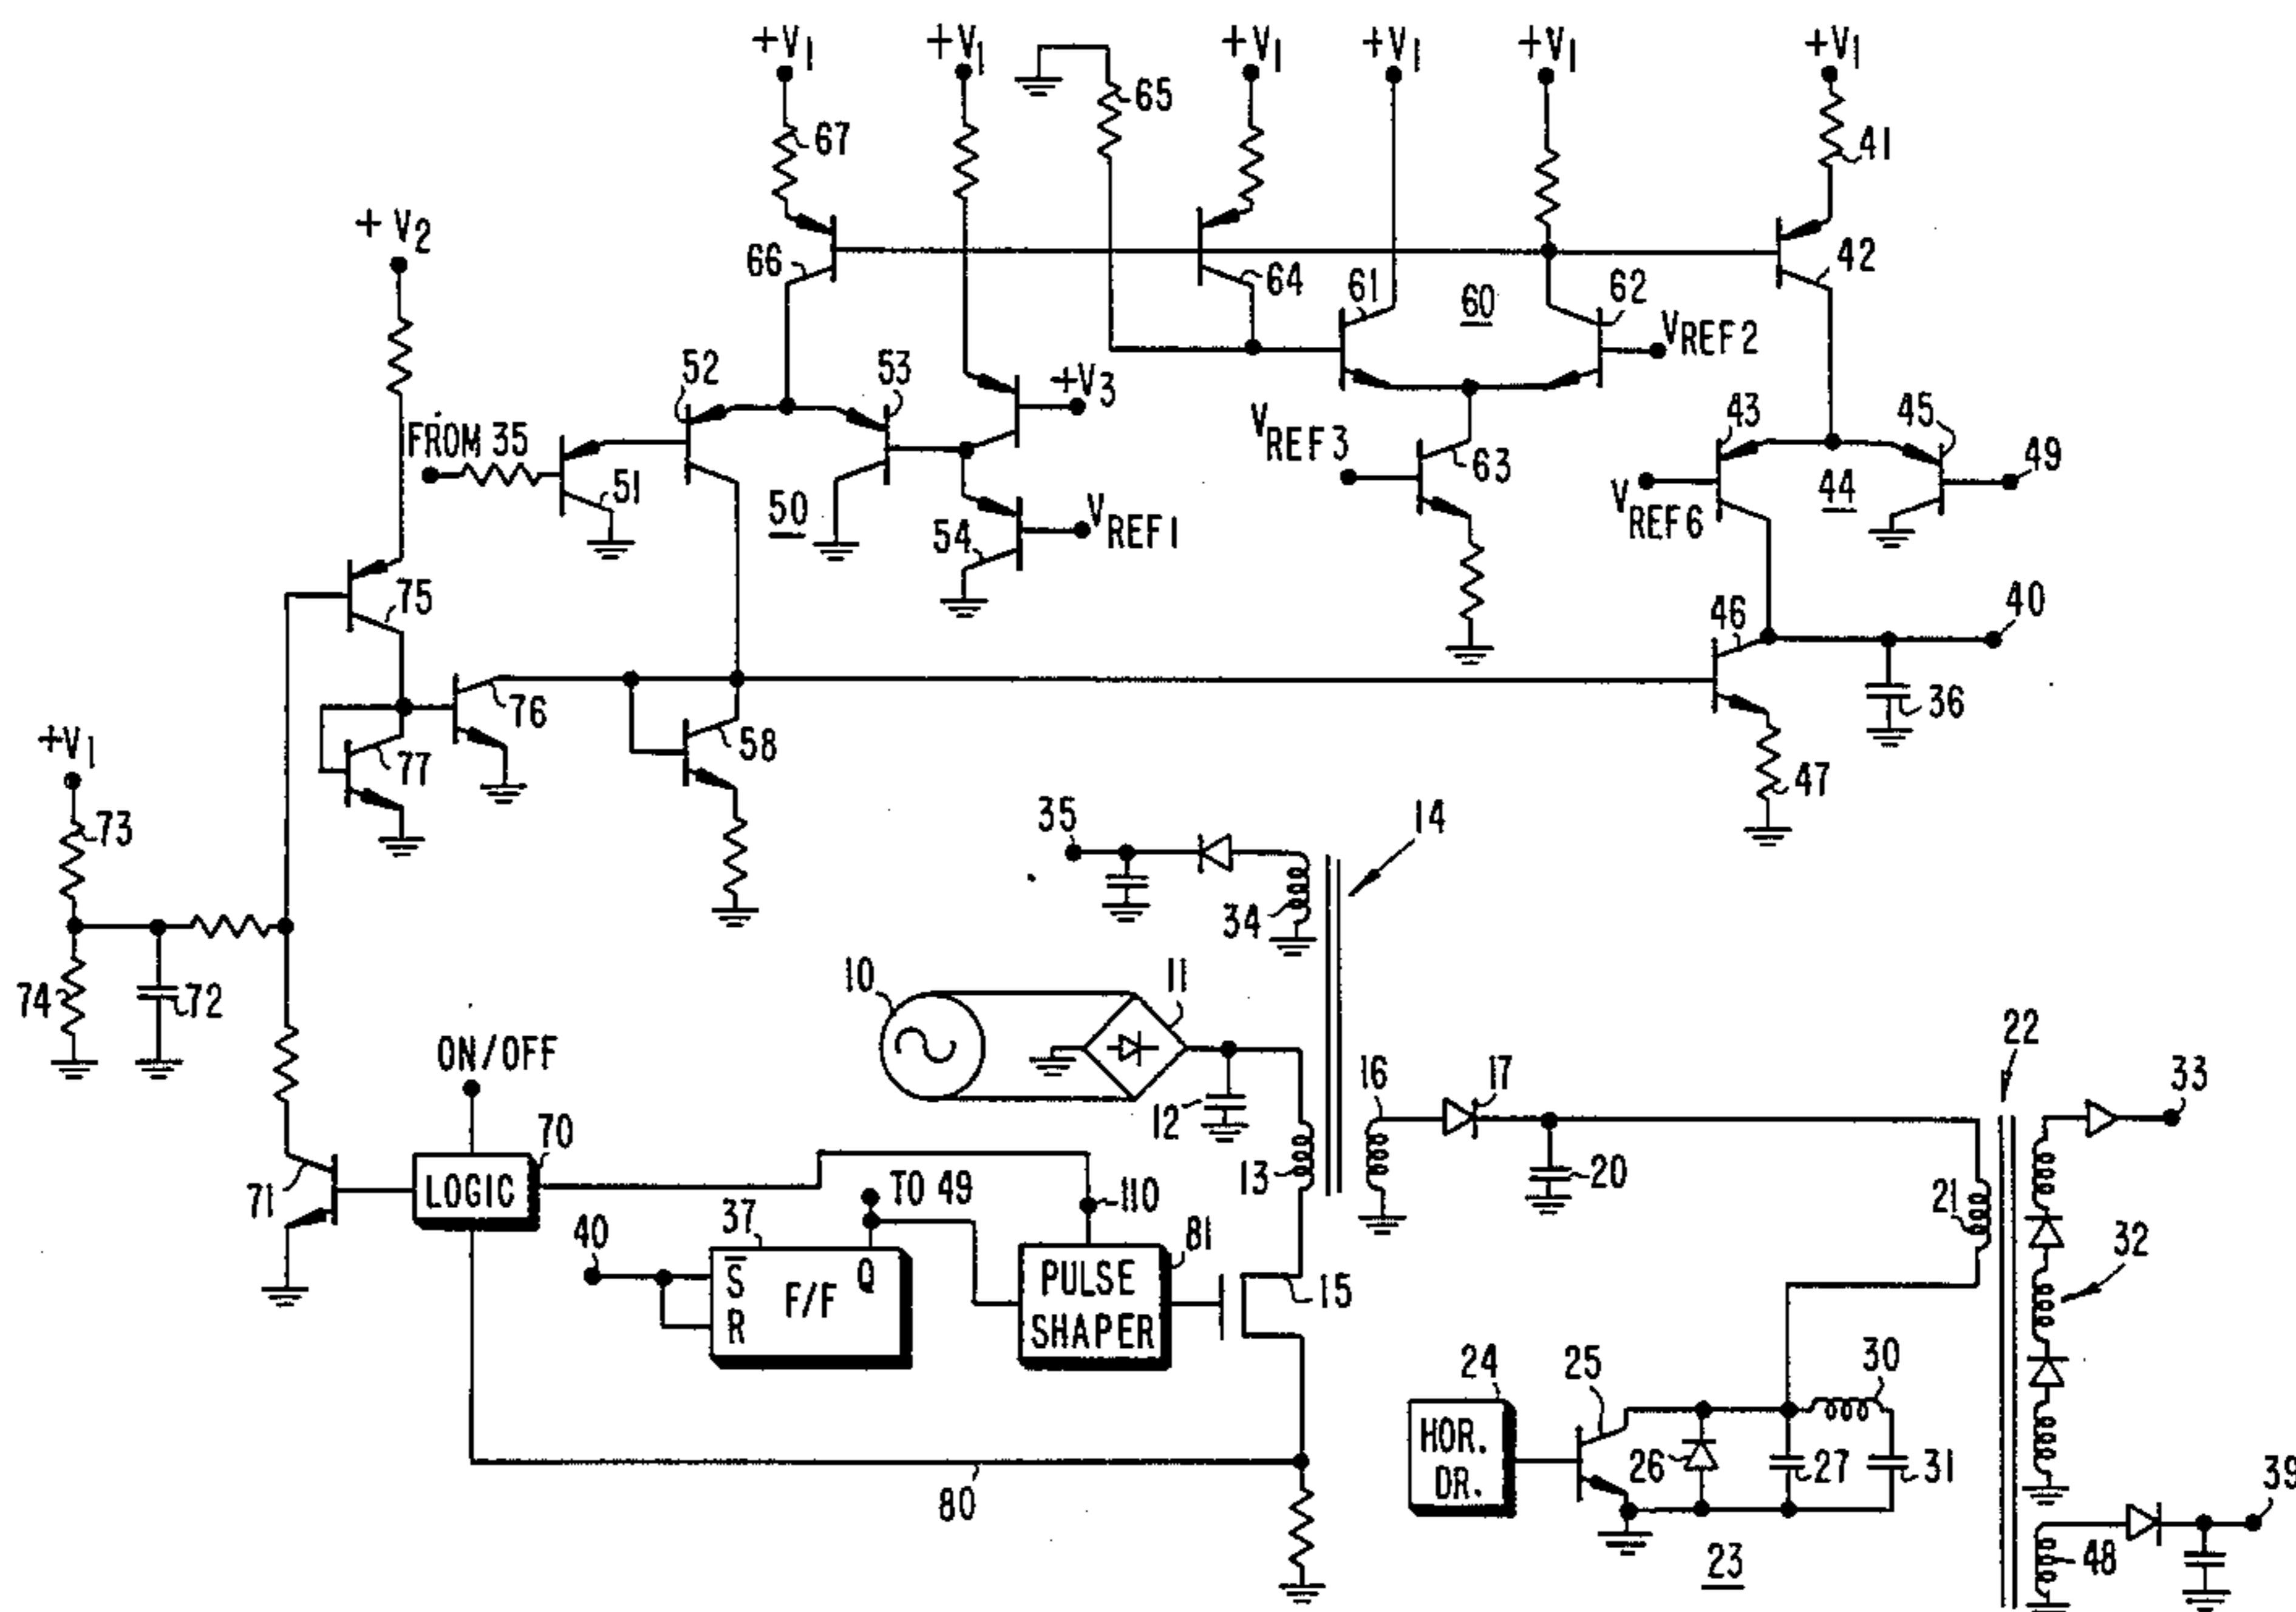 +V1 +V1 +V1 +V1 +V1 +V1
65
67
41
+V2
66 64 61 60 62 42
VREF2
52 53 +V3
FROM 35 VREF3 43 45 49
51 50 63 44
54 VREF1 VREF6
75 46 40
76 58 36
+V1 77 47
73 35 14
34
74 72 10 11
22
ON/OFF 16 17 33
12
70
71 LOGIC 13 20
TO 49 110 21
40 37 81 32
S̅ F/F Q PULSE 15
R SHAPER
24 25 30
HOR. 26 27 31
DR.
80 39
23 48